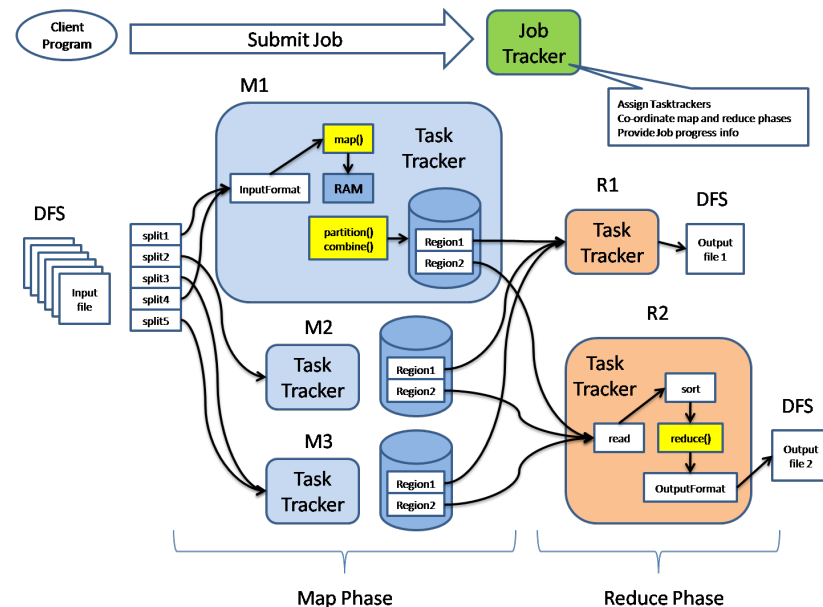 Client
Program
Submit Job
Job
Tracker
Assign Tasktrackers
Co-ordinate map and reduce phases
Provide Job progress info
M1
Task
Tracker
map()
InputFormat
RAM
partition()
combine()
Region1
Region2
DFS
Input
file
split1
split2
split3
split4
split5
M2
Task
Tracker
Region1
Region2
M3
Task
Tracker
Region1
Region2
R1
Task
Tracker
DFS
Output
file 1
R2
Task
Tracker
sort
read
reduce()
OutputFormat
DFS
Output
file 2
Map Phase
Reduce Phase